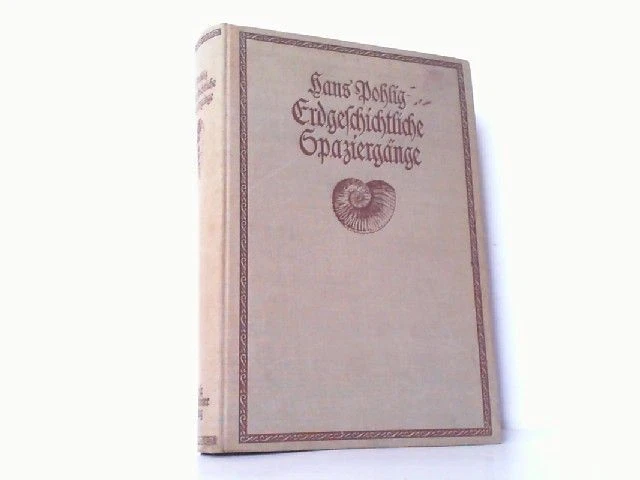 Hans Pohlig
Erdgeschichtliche
Spaziergänge